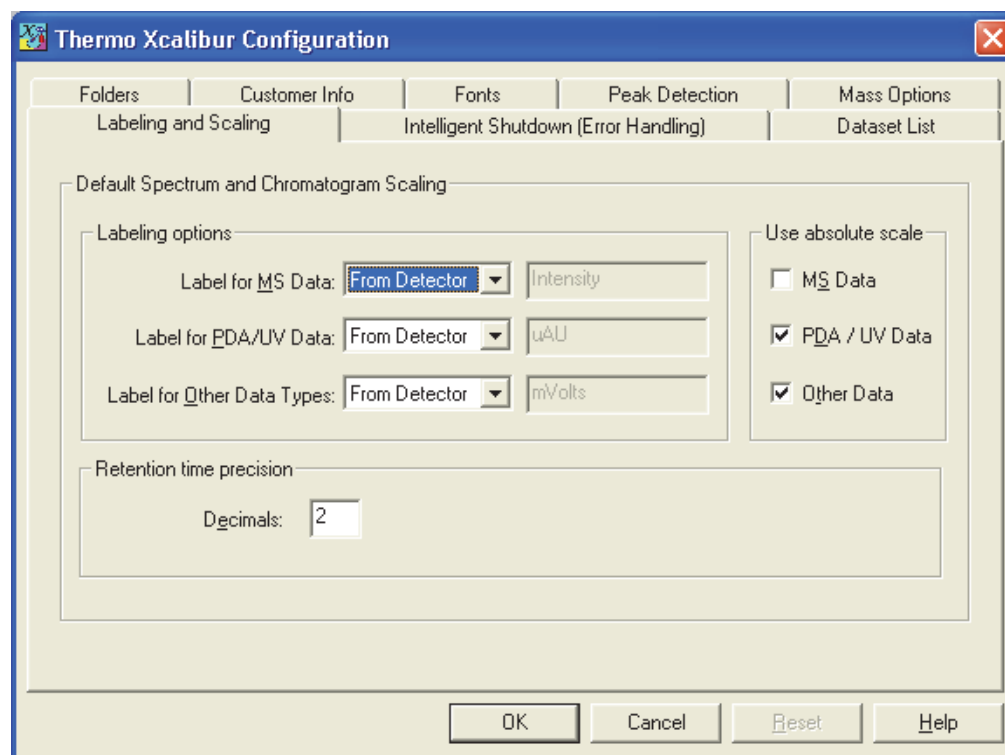 Thermo Xcalibur Configuration
Folders Customer Info Fonts Peak Detection Mass Options
Labeling and Scaling Intelligent Shutdown (Error Handling) Dataset List
Default Spectrum and Chromatogram Scaling
Labeling options Use absolute scale
Label for MS Data: From Detector Intensity MS Data
Label for PDA/UV Data: From Detector uAU PDA / UV Data
Label for Other Data Types: From Detector mVolts Other Data
Retention time precision
Decimals: 2
OK Cancel Reset Help